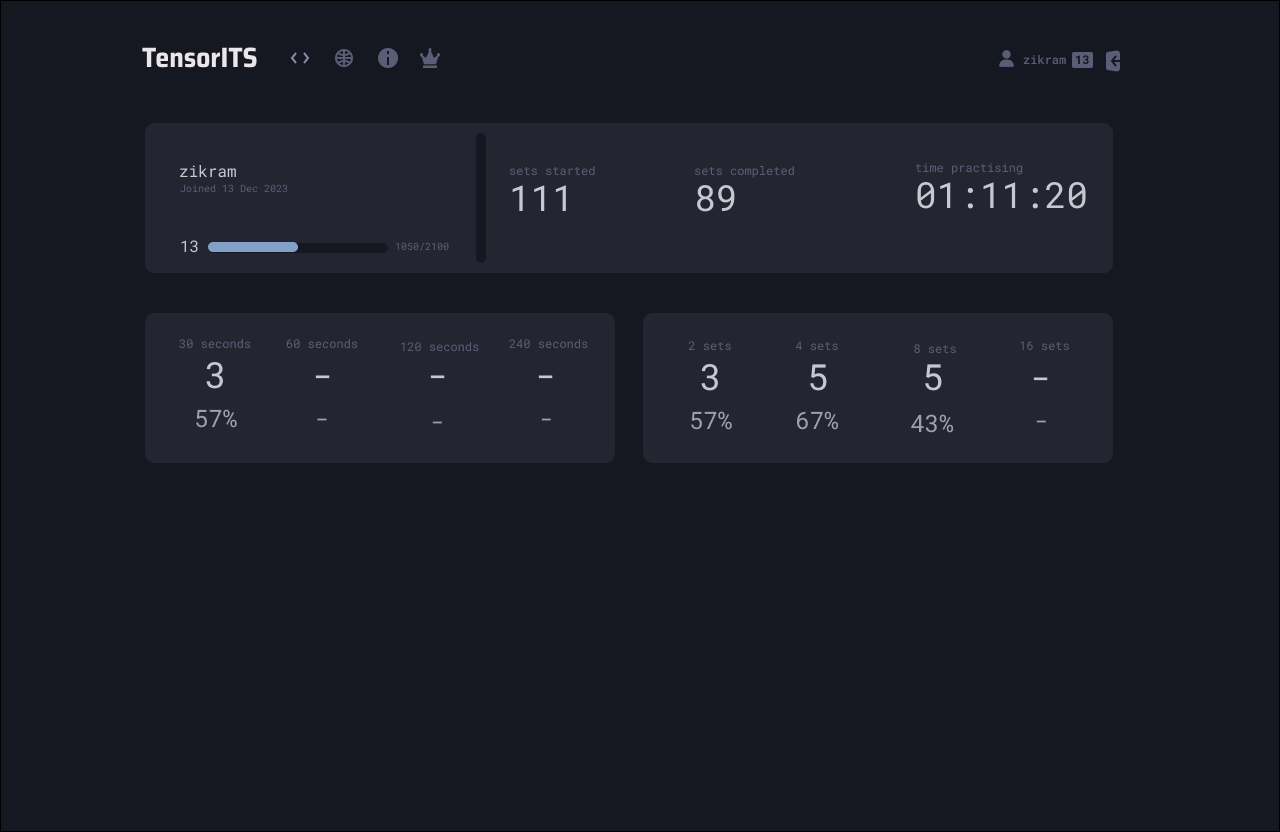 TensorITS
zikram 13
zikram
Joined 13 Dec 2023
13 1050/2100
sets started
111
sets completed
89
time practising
01:11:20
30 seconds 60 seconds 120 seconds 240 seconds
3 - - -
57% - - -
2 sets 4 sets 8 sets 16 sets
3 5 5 -
57% 67% 43% -